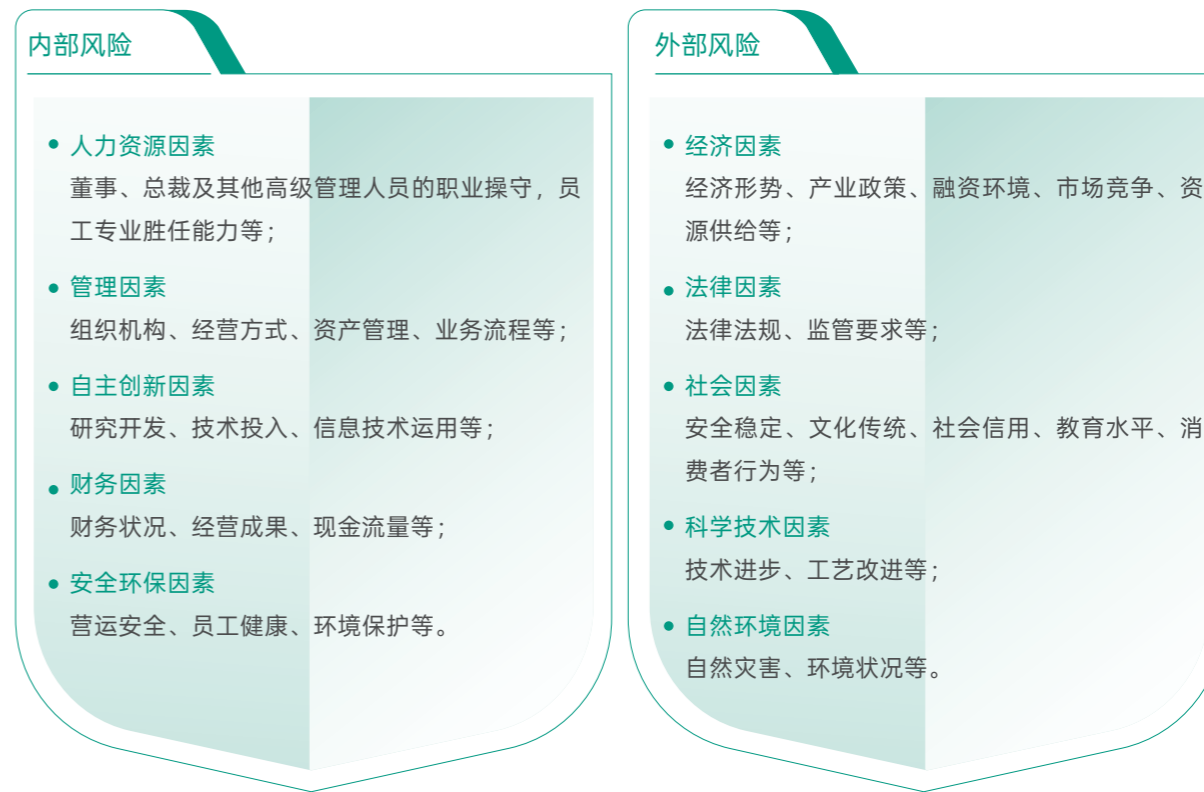 内部风险
• 人力资源因素
董事、总裁及其他高级管理人员的职业操守，员
工专业胜任能力等；
• 管理因素
组织机构、经营方式、资产管理、业务流程等；
• 自主创新因素
研究开发、技术投入、信息技术运用等；
• 财务因素
财务状况、经营成果、现金流量等；
• 安全环保因素
营运安全、员工健康、环境保护等。
外部风险
• 经济因素
经济形势、产业政策、融资环境、市场竞争、资
源供给等；
• 法律因素
法律法规、监管要求等；
• 社会因素
安全稳定、文化传统、社会信用、教育水平、消
费者行为等；
• 科学技术因素
技术进步、工艺改进等；
• 自然环境因素
自然灾害、环境状况等。